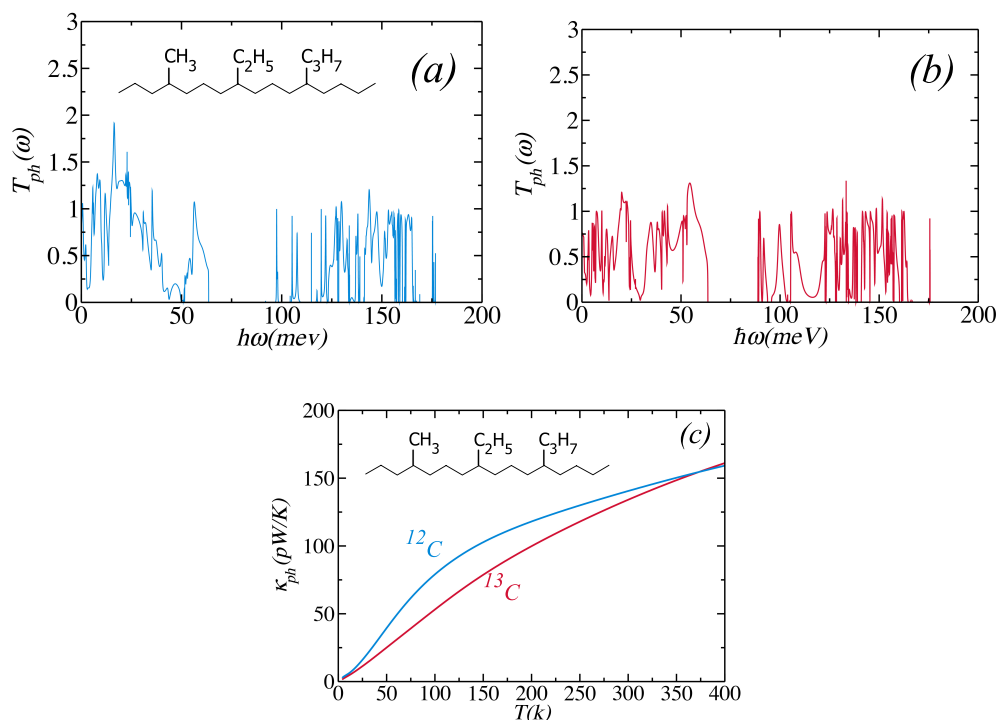 3
2.5
2
1.5
1
0.5
0
T_ph(ω)
CH₃ C₂H₅ C₃H₇
(a)
0 50 100 150 200
hω(mev)
3
2.5
2
1.5
1
0.5
0
T_ph(ω)
(b)
0 50 100 150 200
ħω(meV)
200
150
100
50
0
κ_ph(pW/K)
CH₃ C₂H₅ C₃H₇
(c)
¹²C
¹³C
0 50 100 150 200 250 300 350 400
T(k)